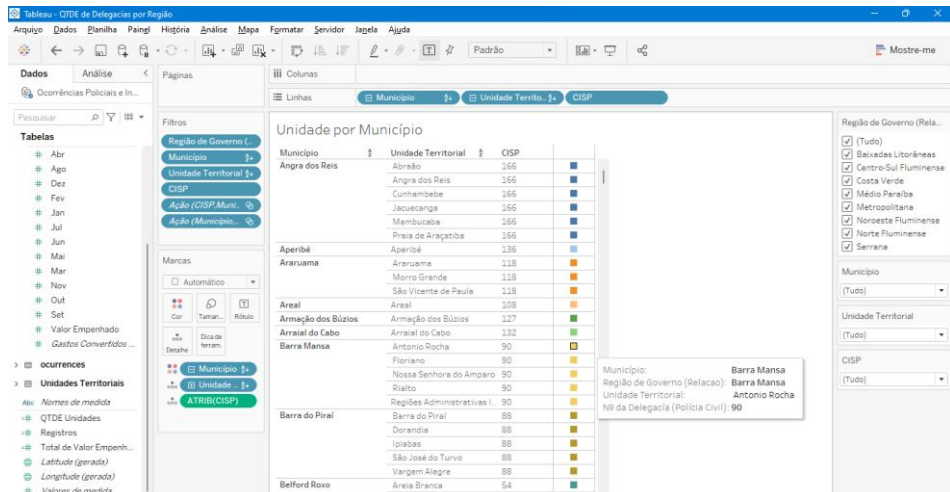 Tableau - QTDE de Delegacias por Região
Arquivo Dados Planilha Painel História Análise Mapa Formatar Servidor Janela Ajuda
Padrão
Mostre-me
Dados Análise
Ocorrências Policiais e In...
Pesquisar
Tabelas
Abr
Ago
Dez
Fev
Jan
Jul
Jun
Mai
Mar
Nov
Out
Set
Valor Empenhado
Gastos Convertidos ...
ocurrences
Unidades Territoriais
Abc Nomes de medida
QTDE Unidades
Registros
Total de Valor Empenh...
Latitude (gerada)
Longitude (gerada)
Valores de medida
Páginas
Filtros
Região de Governo (..
Município
Unidade Territorial
CISP
Ação (CISP,Muni..
Ação (Município,...
Marcas
Automático
Cor Taman... Rótulo
Detalhe Dica de ferram.
Município
Unidade ..
ATRIB(CISP)
Colunas
Linhas Município Unidade Territo.. CISP
Unidade por Município
Município Unidade Territorial CISP
Angra dos Reis Abraão 166
Angra dos Reis 166
Cunhambebe 166
Jacuecanga 166
Mambucaba 166
Praia de Araçatiba 166
Aperibé Aperibé 136
Araruama Araruama 118
Morro Grande 118
São Vicente de Paula 118
Areal Areal 108
Armação dos Búzios Armação dos Búzios 127
Arraial do Cabo Arraial do Cabo 132
Barra Mansa Antonio Rocha 90
Floriano 90
Nossa Senhora do Amparo 90
Rialto 90
Regiões Administrativas I... 90
Barra do Piraí Barra do Piraí 88
Dorandia 88
Ipiabas 88
São José do Turvo 88
Vargem Alegre 88
Belford Roxo Areia Branca 54
Município: Barra Mansa
Região de Governo (Relacao): Barra Mansa
Unidade Territorial: Antonio Rocha
Nº da Delegacia (Polícia Civil): 90
Região de Governo (Rela...
(Tudo)
Baixadas Litorâneas
Centro-Sul Fluminense
Costa Verde
Médio Paraíba
Metropolitana
Noroeste Fluminense
Norte Fluminense
Serrana
Município
(Tudo)
Unidade Territorial
(Tudo)
CISP
(Tudo)